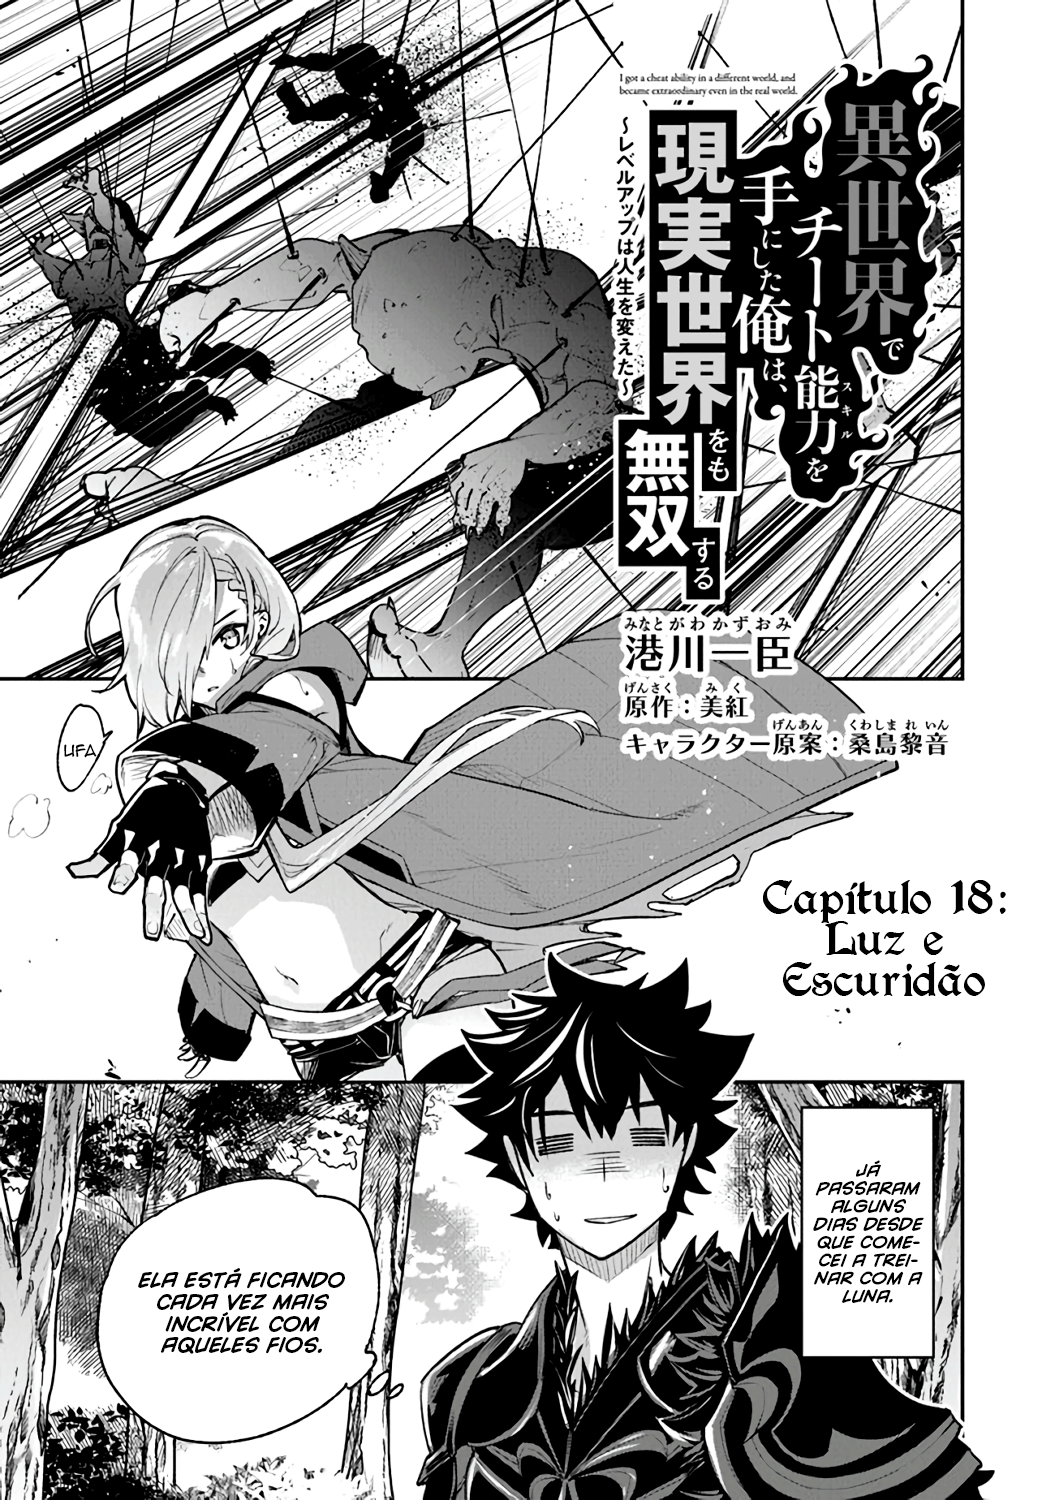 I got a cheat ability in a different world, and
became extraordinary even in the real world.
異世界で
チート能力を
スキル
手にした俺は、
現実世界をも
無双する
～レベルアップは人生を変えた～
みなとがわかずおみ
港川一臣
げんさく みく
原作：美紅
げんあん くわしまれいん
キャラクター原案：桑島黎音
UFA
Capítulo 18:
Luz e
Escuridão
JÁ
PASSARAM
ALGUNS
DIAS DESDE
QUE COME-
CEI A TREI-
NAR COM A
LUNA.
ELA ESTÁ FICANDO
CADA VEZ MAIS
INCRÍVEL COM
AQUELES FIOS.